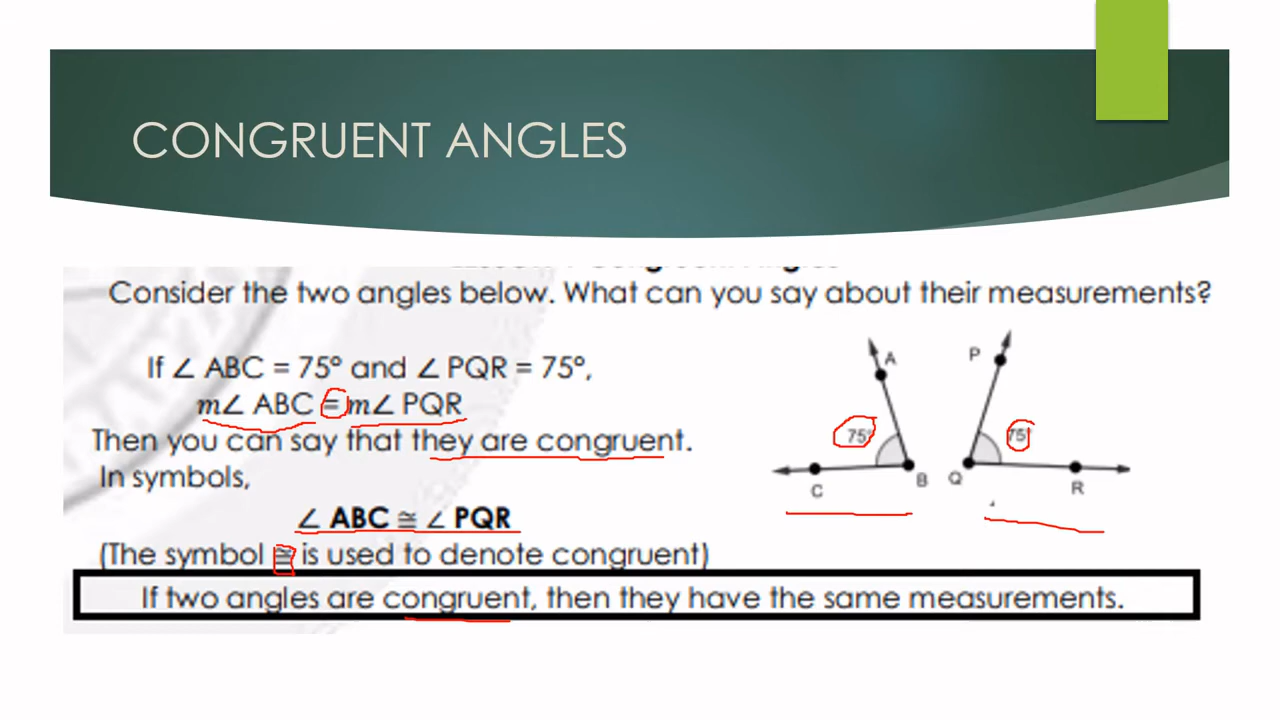 CONGRUENT ANGLES
Consider the two angles below. What can you say about their measurements?
If ∠ ABC = 75° and ∠ PQR = 75°,
m∠ ABC = m∠ PQR
Then you can say that they are congruent.
In symbols,
∠ ABC ≅ ∠ PQR
(The symbol ≅ is used to denote congruent)
If two angles are congruent, then they have the same measurements.
A
75°
C
B
P
75°
Q
R